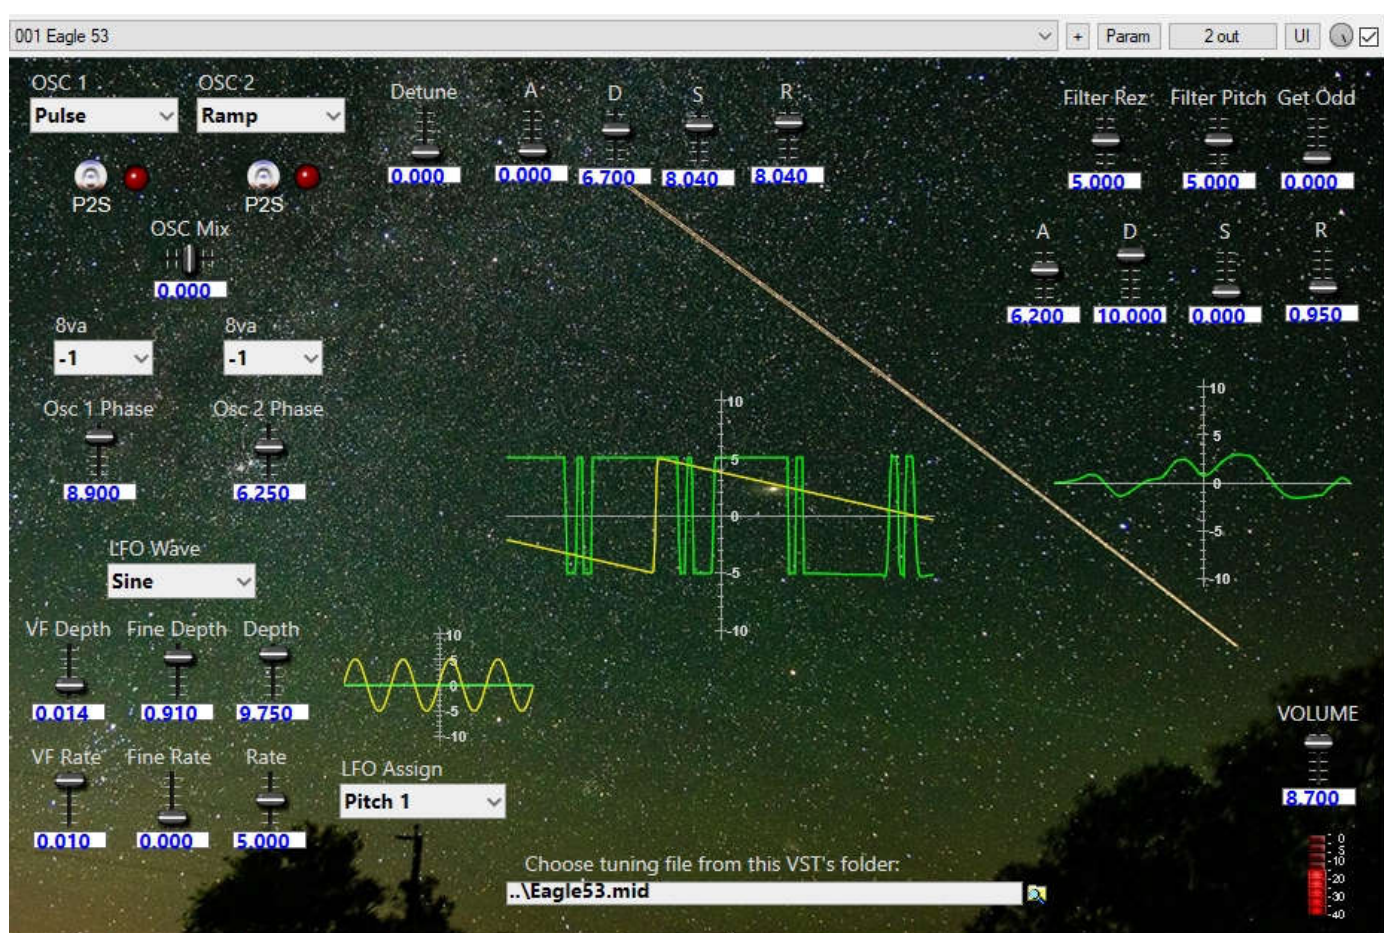 001 Eagle 53
+ Param 2 out UI
OSC 1 OSC 2 Detune A D S R Filter Rez Filter Pitch Get Odd
Pulse Ramp
0.000 0.000 6.700 8.040 8.040 5.000 5.000 0.000
P2S P2S
OSC Mix A D S R
0.000 6.200 10.000 0.000 0.950
8va 8va
-1 -1
Osc 1 Phase Osc 2 Phase
8.900 6.250
10
5
0
-5
-10
10
5
0
-5
-10
LFO Wave
Sine
VF Depth Fine Depth Depth
0.014 0.910 9.750
10
5
0
-5
-10
VOLUME
8.700
VF Rate Fine Rate Rate LFO Assign
Pitch 1
0.010 0.000 5.000
0
-5
-10
-20
-30
-40
Choose tuning file from this VST's folder:
..\Eagle53.mid